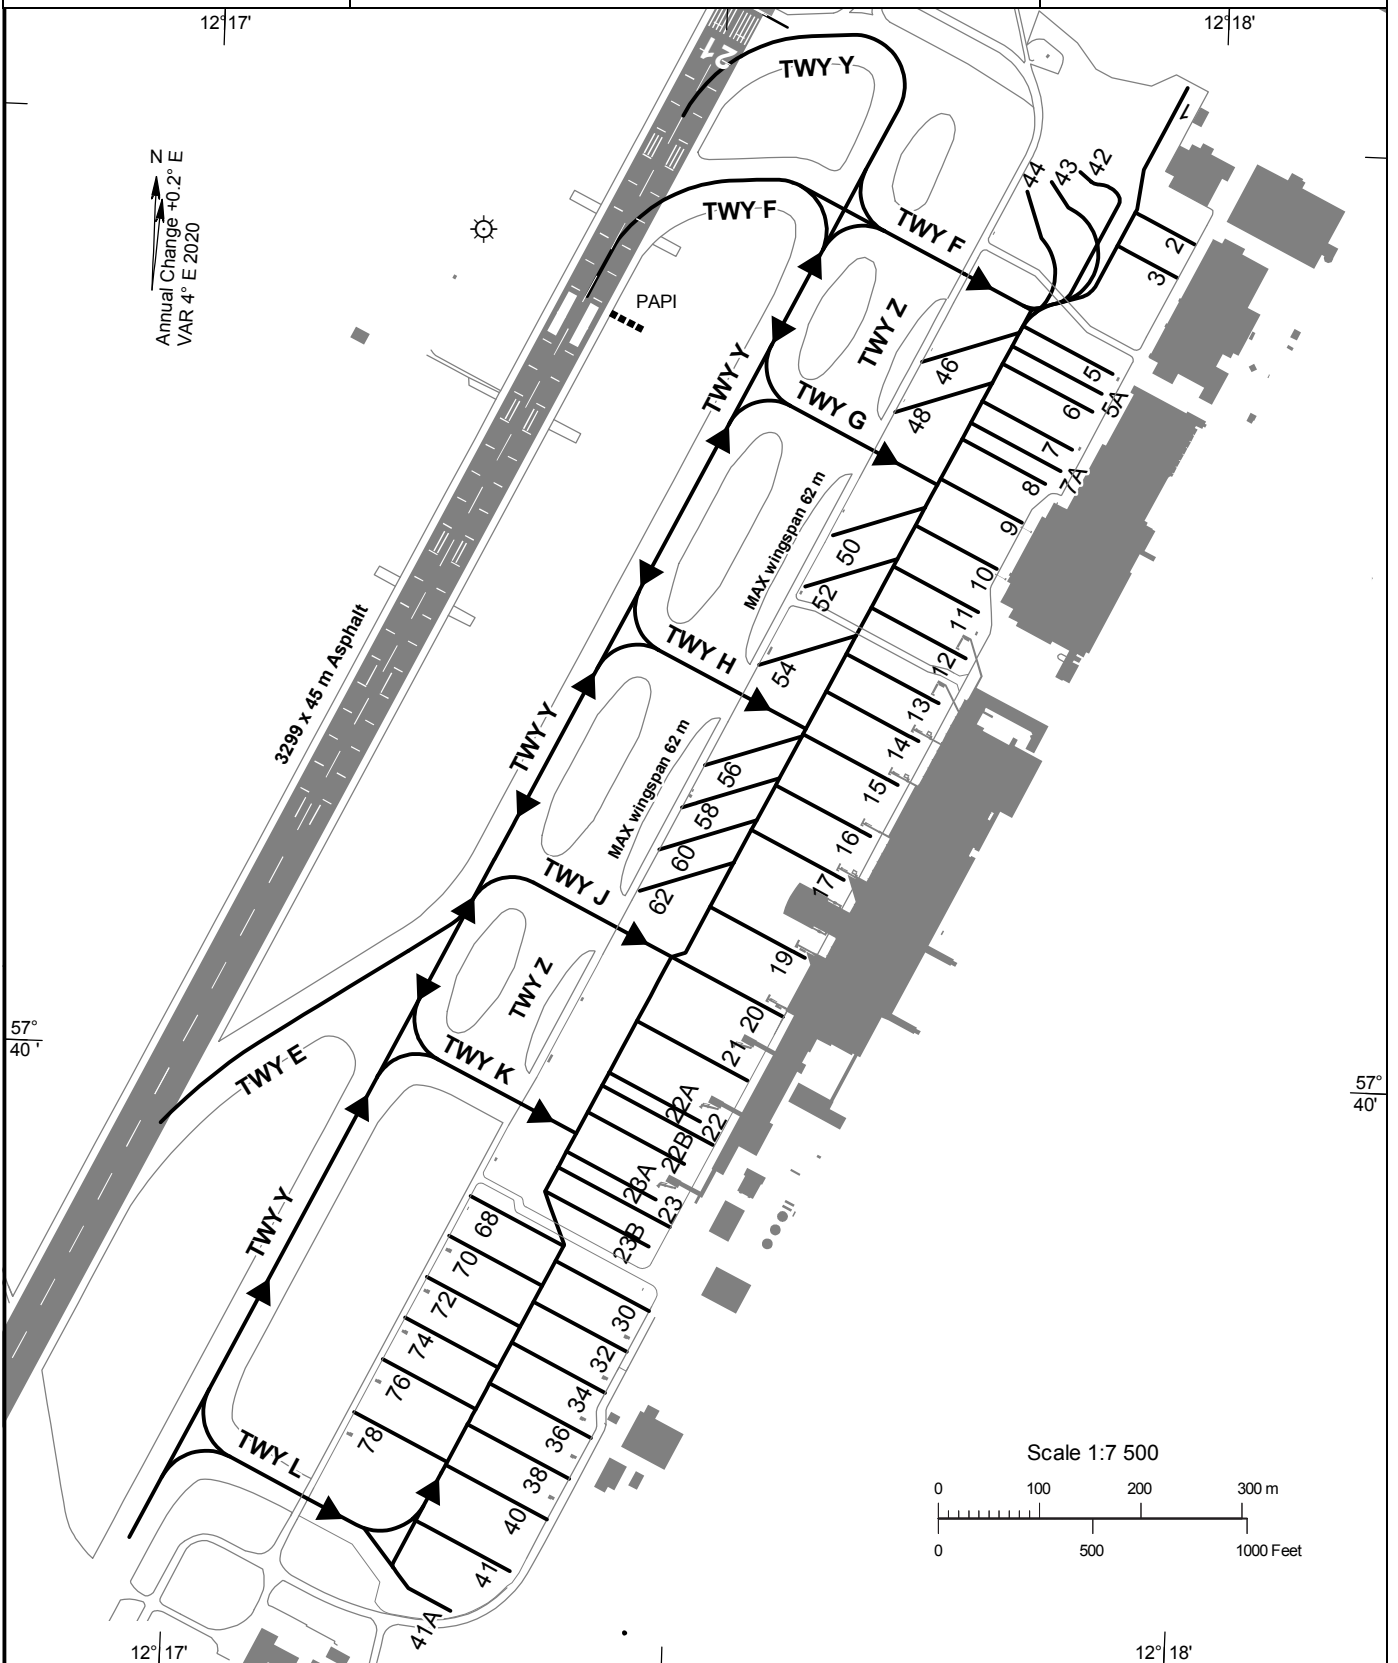 12°17'
12°18'
21
TWY Y
N
Annual Change +0.2° E
VAR 4° E 2020
TWY F
TWY F
44
43
42
1
2
3
PAPI
TWY Z
TWY Y
46
48
5
5A
6
TWY G
7
7A
8
9
MAX wingspan 62 m
50
52
10
11
12
3299 x 45 m Asphalt
TWY H
54
13
14
TWY Y
MAX wingspan 62 m
56
58
60
62
15
16
17
TWY J
19
TWY Z
20
57°
40 '
TWY E
TWY K
21
22A
22
22B
57°
40'
23A
23
23B
TWY Y
68
70
72
74
76
78
30
32
34
36
38
40
TWY L
41
41A
Scale 1:7 500
0 100 200 300 m
0 500 1000 Feet
12° 17'
12° 18'